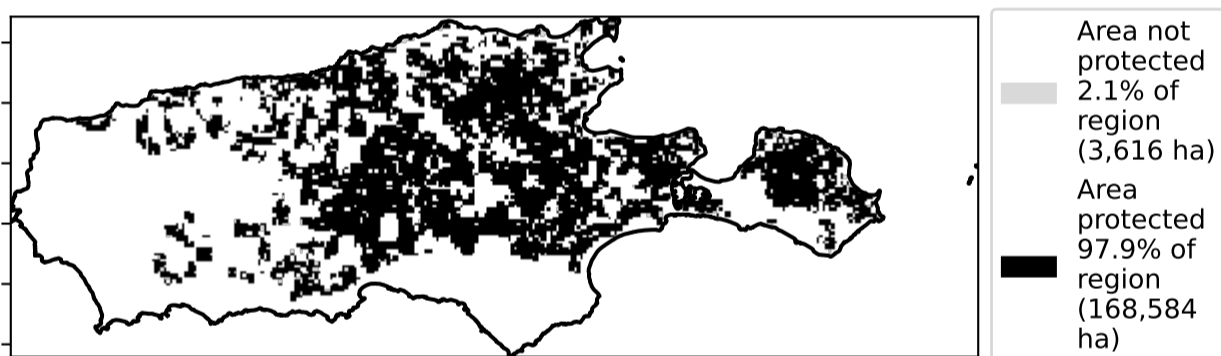 Area not
protected
2.1% of
region
(3,616 ha)
Area
protected
97.9% of
region
(168,584
ha)